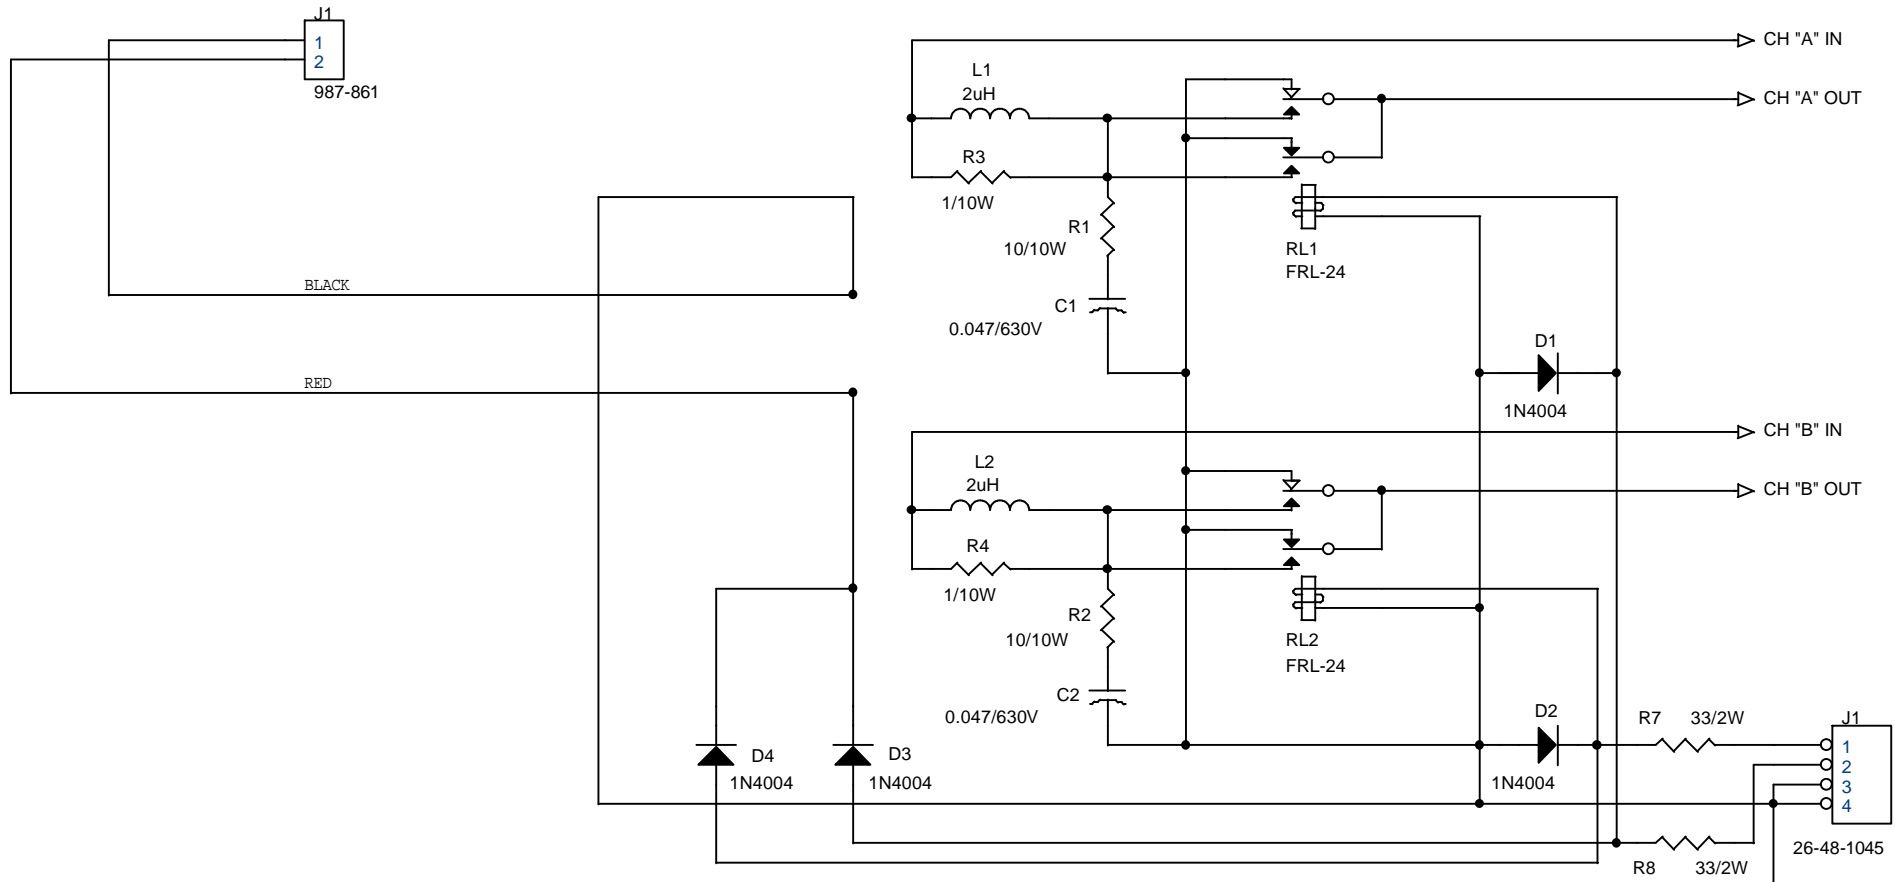 J1
1
2
987-861
CH "A" IN
L1
2uH
CH "A" OUT
R3
1/10W
R1
10/10W
RL1
FRL-24
BLACK
C1
0.047/630V
D1
1N4004
RED
CH "B" IN
L2
2uH
CH "B" OUT
R4
1/10W
R2
10/10W
RL2
FRL-24
C2
0.047/630V
D2
1N4004
R7 33/2W
J1
1
2
3
4
26-48-1045
D4
1N4004
D3
1N4004
R8 33/2W